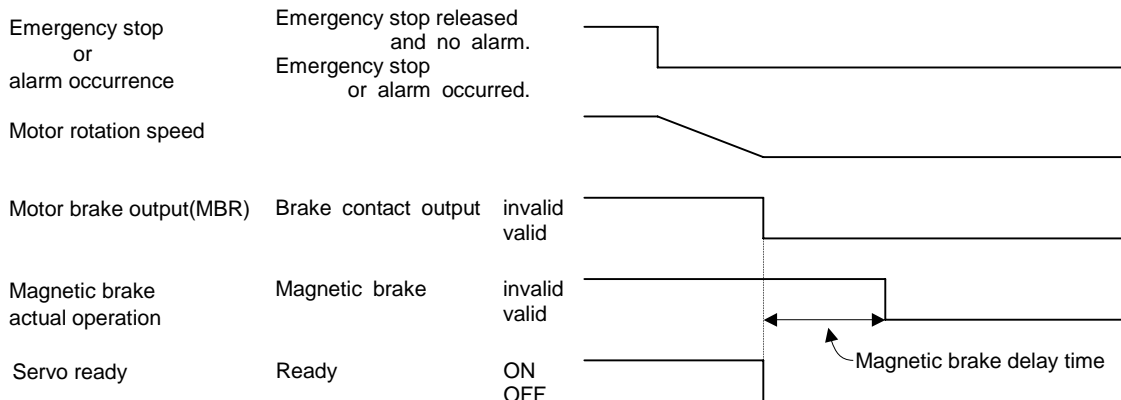 Emergency stop
or
alarm occurrence
Emergency stop released
and no alarm.
Emergency stop
or alarm occurred.
Motor rotation speed
Motor brake output(MBR)
Brake contact output
invalid
valid
Magnetic brake
actual operation
Magnetic brake
invalid
valid
Magnetic brake delay time
Servo ready
Ready
ON
OFF